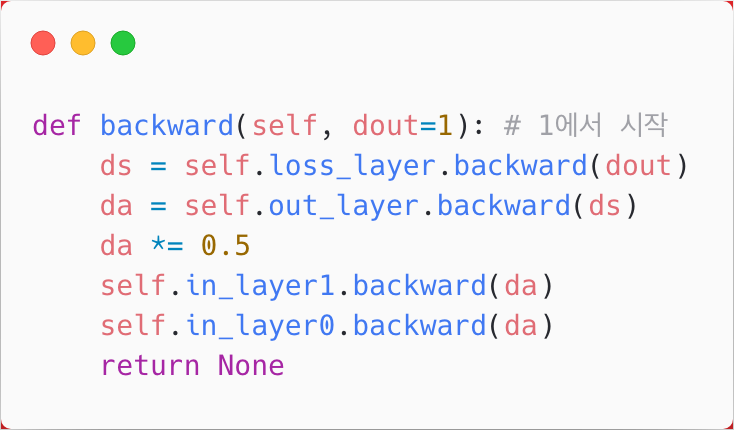 def backward(self, dout=1): # 1에서 시작
    ds = self.loss_layer.backward(dout)
    da = self.out_layer.backward(ds)
    da *= 0.5
    self.in_layer1.backward(da)
    self.in_layer0.backward(da)
    return None